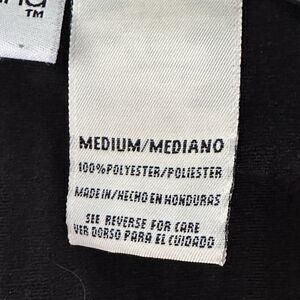 MEDIUM/MEDIANO
100% POLYESTER/POLIESTER
MADE IN/HECHO EN HONDURAS
SEE REVERSE FOR CARE
VER DORSO PARA EL CUIDADO